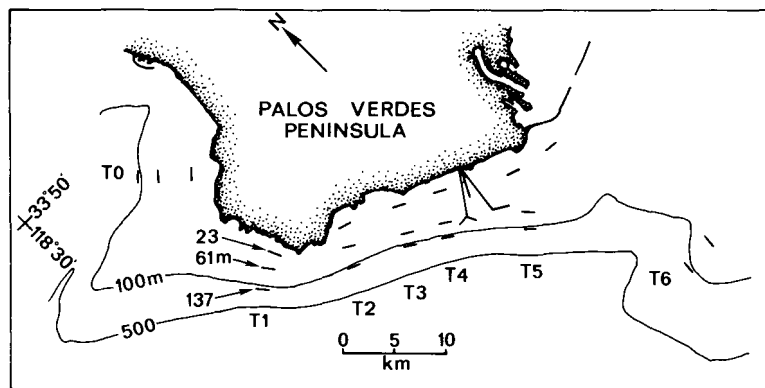 N
PALOS VERDES
PENINSULA
T0
33°50'
118°30'
23
61m
100m
137
500
T1
T2
T3
T4
T5
T6
0 5 10
km